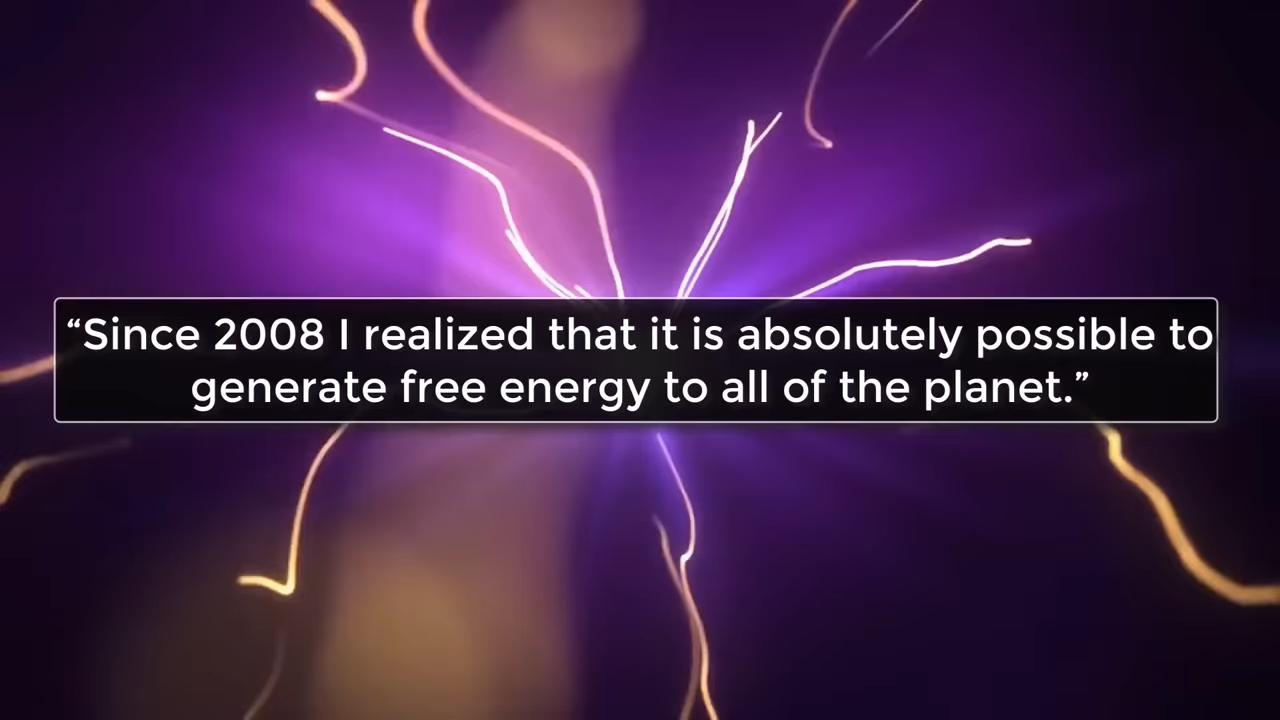 “Since 2008 I realized that it is absolutely possible to
generate free energy to all of the planet.”